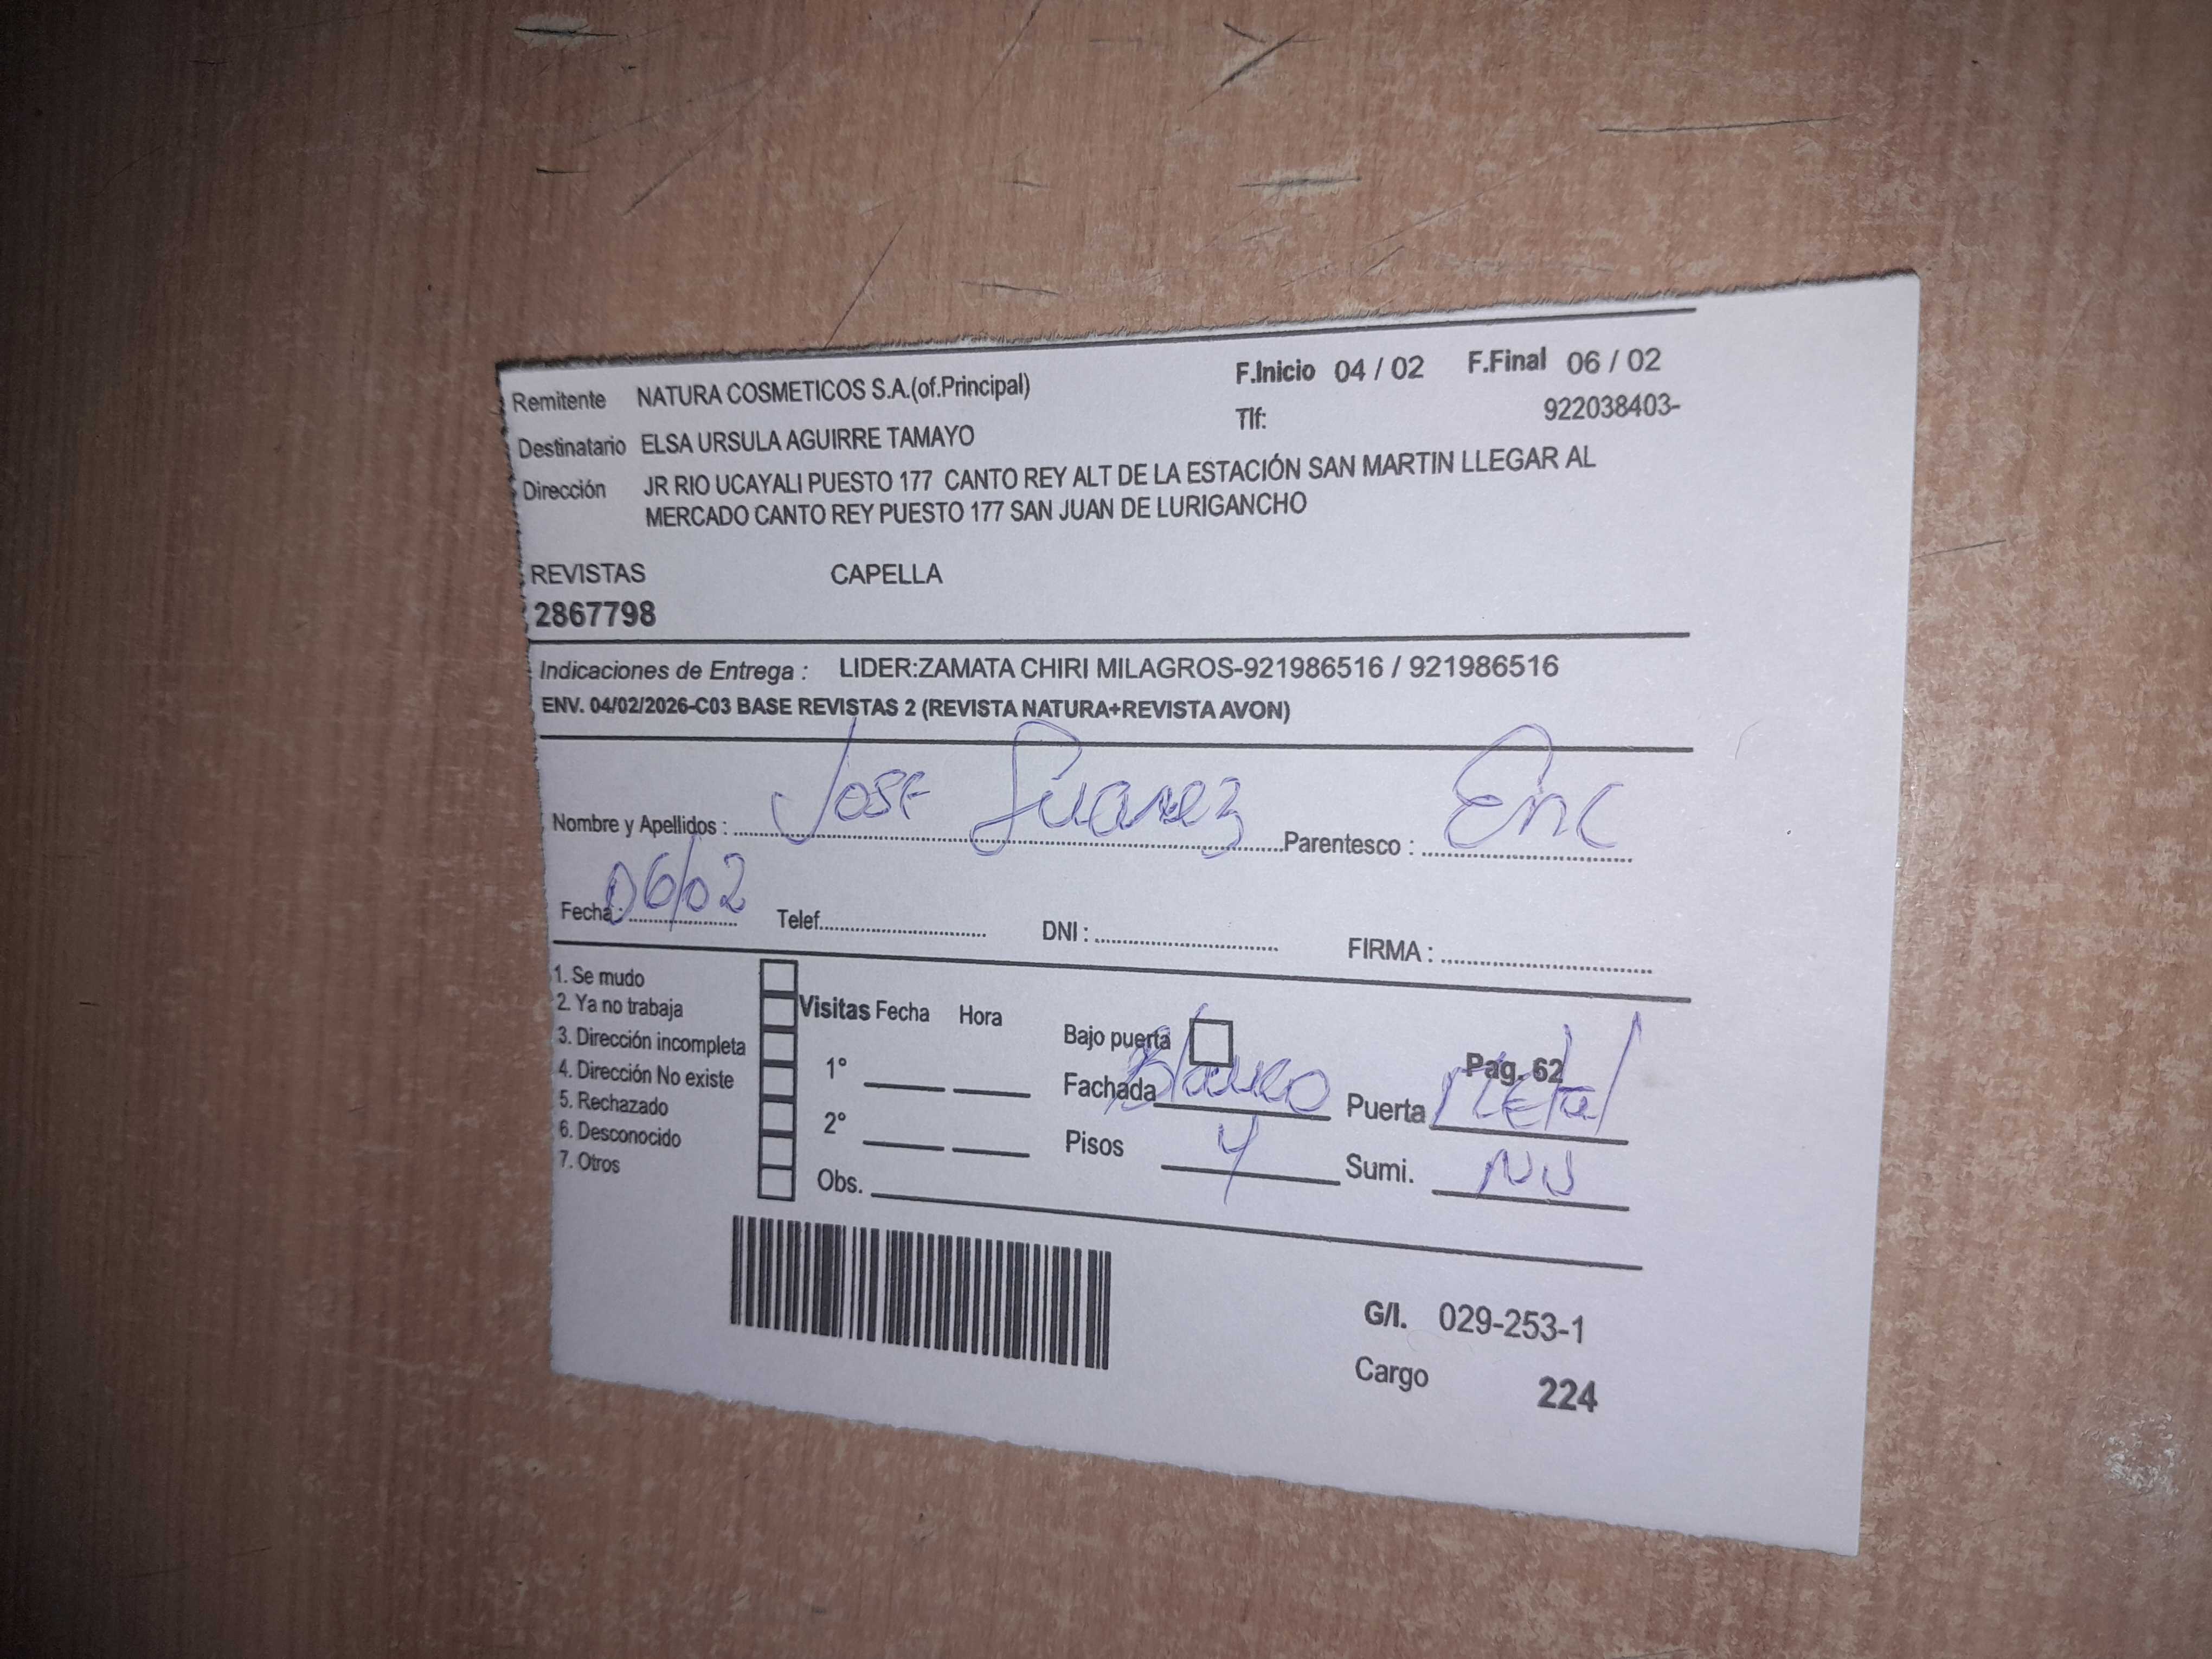 Remitente NATURA COSMETICOS S.A.(of.Principal) F.Inicio 04 / 02 F.Final 06 / 02
Tlf: 922038403-
Destinatario ELSA URSULA AGUIRRE TAMAYO
Dirección JR RIO UCAYALI PUESTO 177 CANTO REY ALT DE LA ESTACIÓN SAN MARTIN LLEGAR AL
MERCADO CANTO REY PUESTO 177 SAN JUAN DE LURIGANCHO
REVISTAS CAPELLA
2867798
Indicaciones de Entrega : LIDER:ZAMATA CHIRI MILAGROS-921986516 / 921986516
ENV. 04/02/2026-C03 BASE REVISTAS 2 (REVISTA NATURA+REVISTA AVON)
Nombre y Apellidos : Jose Suarez Parentesco : Enc
Fecha : 06/02 Telef. DNI : FIRMA :
1. Se mudo
2. Ya no trabaja
3. Dirección incompleta
4. Dirección No existe
5. Rechazado
6. Desconocido
7. Otros
Visitas Fecha Hora
1°
2°
Obs.
Bajo puerta Pag. 62
Fachada Blanco Puerta Metal
Pisos 4 Sumi. NU
G/I. 029-253-1
Cargo 224